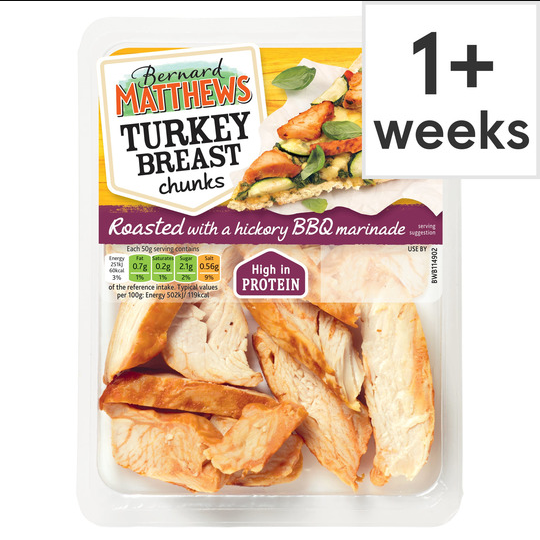 1+
weeks
Bernard
MATTHEWS
TURKEY
BREAST
chunks
Roasted with a hickory BBQ marinade
serving
suggestion
Each 50g serving contains
Energy
251kJ
60kcal
3%
Fat
0.7g
1%
Saturates
0.2g
1%
Sugar
2.1g
2%
Salt
0.56g
9%
of the reference intake. Typical values
per 100g: Energy 502kJ/ 119kcal
High in
PROTEIN
USE BY
BWB114902